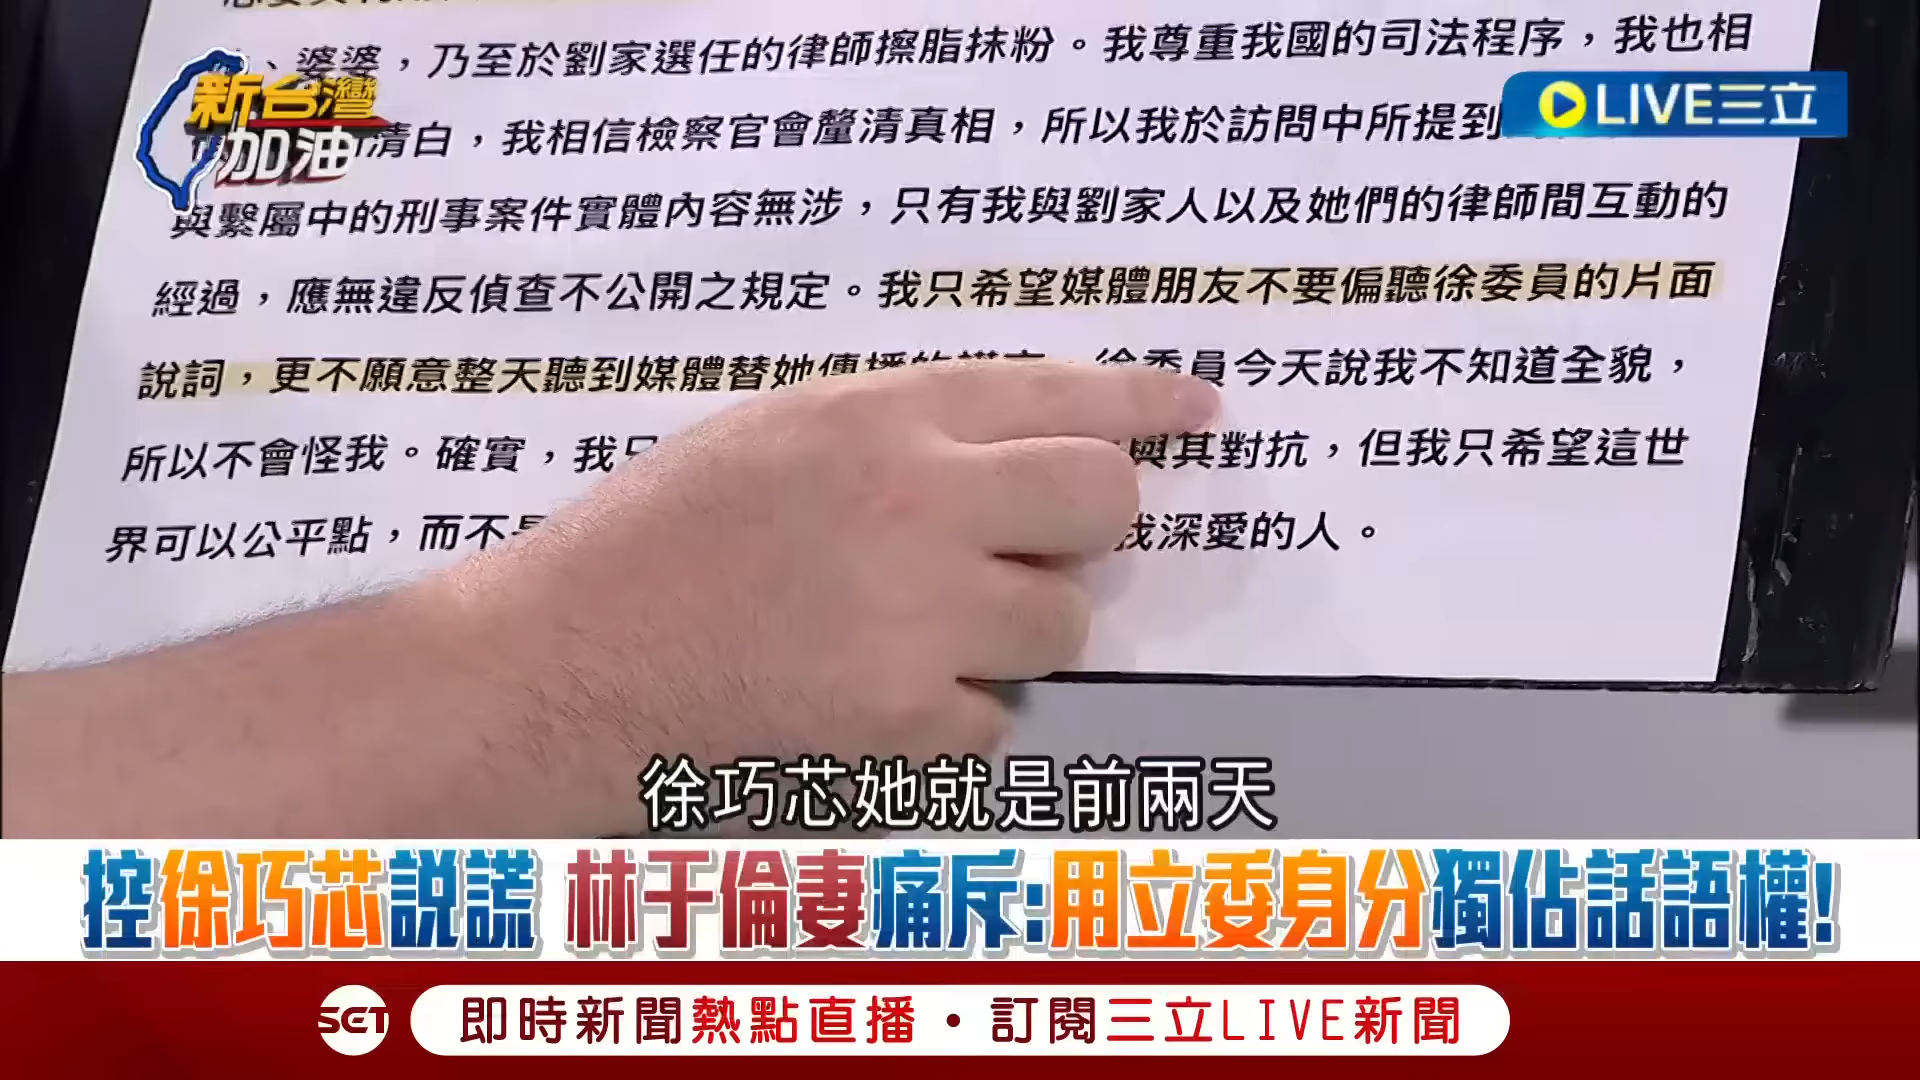 、婆婆，乃至於劉家選任的律師擦脂抹粉。我尊重我國的司法程序，我也相
清白，我相信檢察官會釐清真相，所以我於訪問中所提到
與繫屬中的刑事案件實體內容無涉，只有我與劉家人以及她們的律師間互動的
經過，應無違反偵查不公開之規定。我只希望媒體朋友不要偏聽徐委員的片面
說詞，更不願意整天聽到媒體替她傳播的謊言。徐委員今天說我不知道全貌，
所以不會怪我。確實，我只 與其對抗，但我只希望這世
界可以公平點，而不是 我深愛的人。
新台灣
加油
LIVE三立
徐巧芯她就是前兩天
控徐巧芯說謊 林于倫妻痛斥:用立委身分獨佔話語權!
SET 即時新聞熱點直播・訂閱三立LIVE新聞